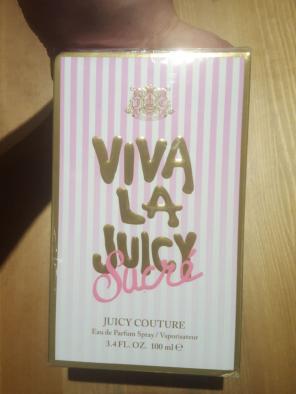 VIVA
LA
JUICY
Sucré
JUICY COUTURE
Eau de Parfum Spray / Vaporisateur
3.4 FL. OZ. 100 ml ℮